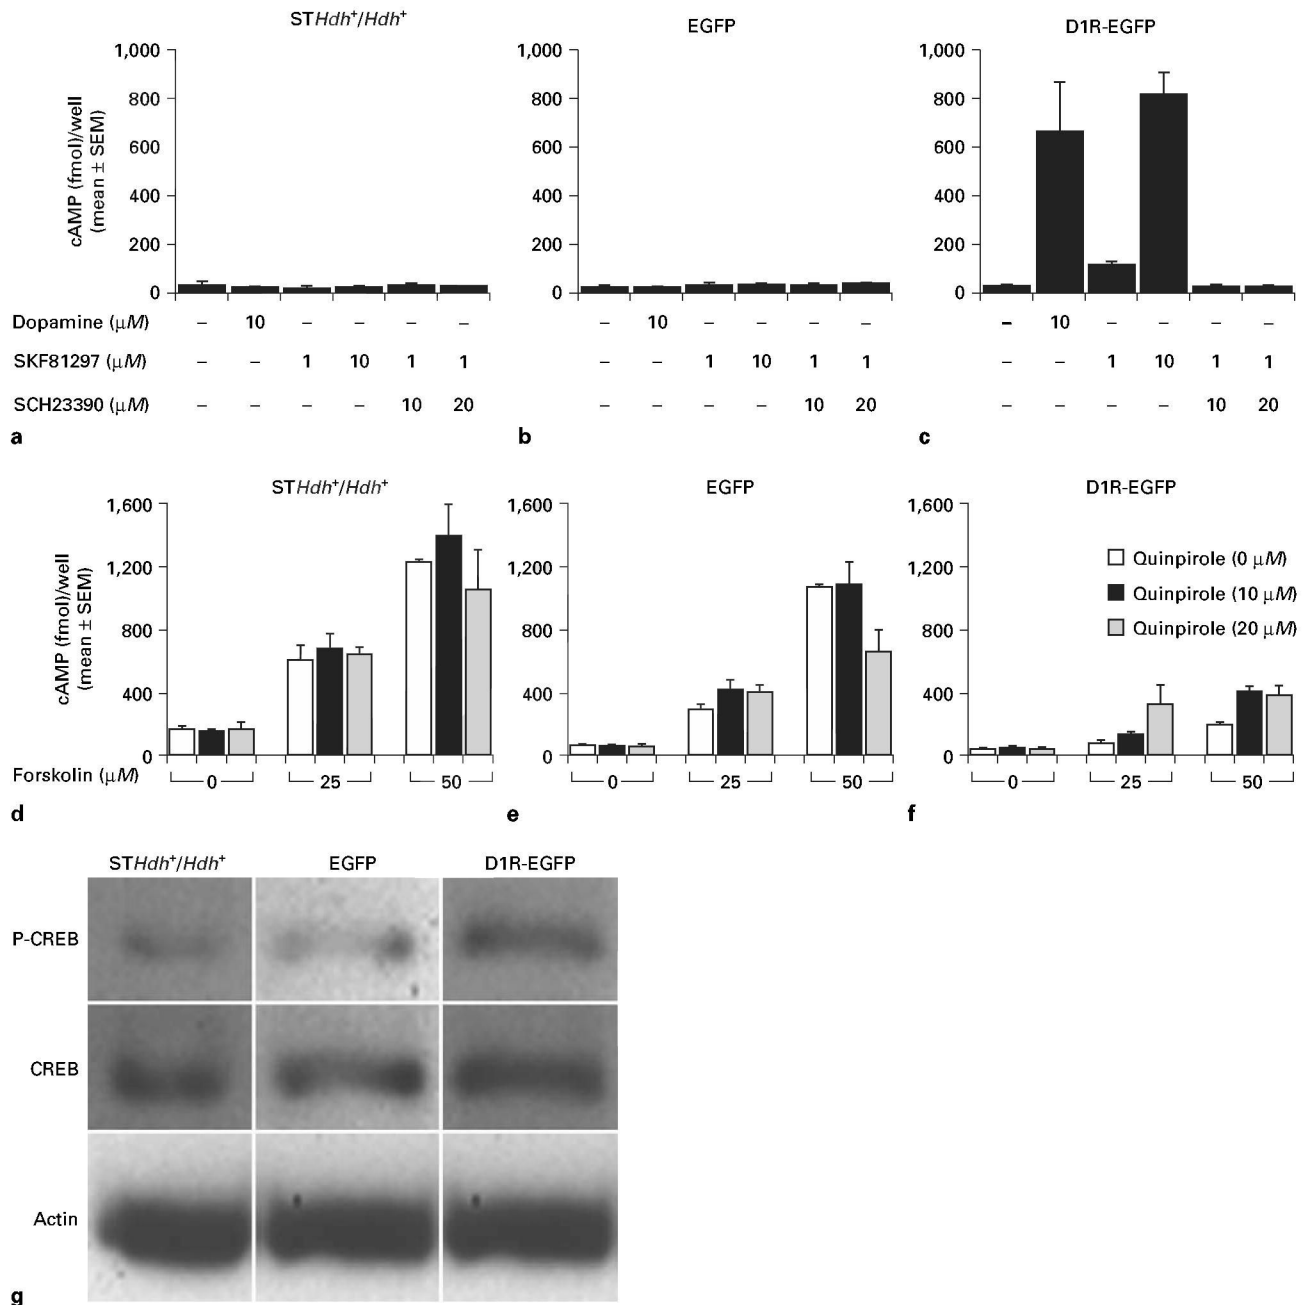 STHdh⁺/Hdh⁺ EGFP D1R-EGFP
cAMP (fmol)/well
(mean ± SEM)
1,000 1,000 1,000
800 800 800
600 600 600
400 400 400
200 200 200
0 0 0
Dopamine (μM) – 10 – – – – – 10 – – – – – 10 – – – –
SKF81297 (μM) – – 1 10 1 1 – – 1 10 1 1 – – 1 10 1 1
SCH23390 (μM) – – – – 10 20 – – – – 10 20 – – – – 10 20
a b c
STHdh⁺/Hdh⁺ EGFP D1R-EGFP
cAMP (fmol)/well
(mean ± SEM)
1,600 1,600 1,600
1,200 1,200 1,200
800 800 800
400 400 400
0 0 0
Quinpirole (0 μM)
Quinpirole (10 μM)
Quinpirole (20 μM)
Forskolin (μM) 0 25 50 0 25 50 0 25 50
d e f
STHdh⁺/Hdh⁺ EGFP D1R-EGFP
P-CREB
CREB
Actin
g